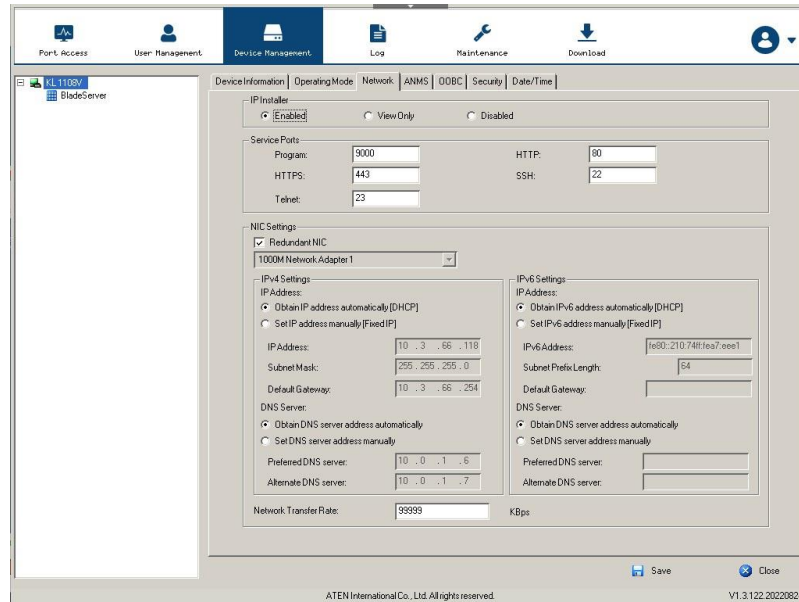 Port Access User Management Device Management Log Maintenance Download
KL1108V
BladeServer
Device Information Operating Mode Network ANMS OOBC Security Date/Time
IP Installer
Enabled View Only Disabled
Service Ports
Program: 9000 HTTP: 80
HTTPS: 443 SSH: 22
Telnet: 23
NIC Settings
Redundant NIC
1000M Network Adapter 1
IPv4 Settings
IP Address:
Obtain IP address automatically [DHCP]
Set IP address manually [Fixed IP]
IP Address: 10 . 3 . 66 . 118
Subnet Mask: 255 . 255 . 255 . 0
Default Gateway: 10 . 3 . 66 . 254
DNS Server:
Obtain DNS server address automatically
Set DNS server address manually
Preferred DNS server: 10 . 0 . 1 . 6
Alternate DNS server: 10 . 0 . 1 . 7
IPv6 Settings
IP Address:
Obtain IPv6 address automatically [DHCP]
Set IPv6 address manually [Fixed IP]
IPv6 Address: fe80::210:74ff:fea7:eee1
Subnet Prefix Length: 64
Default Gateway:
DNS Server:
Obtain DNS server address automatically
Set DNS server address manually
Preferred DNS server:
Alternate DNS server:
Network Transfer Rate: 99999 KBps
Save Close
ATEN International Co., Ltd. All rights reserved.
V1.3.122.2022082